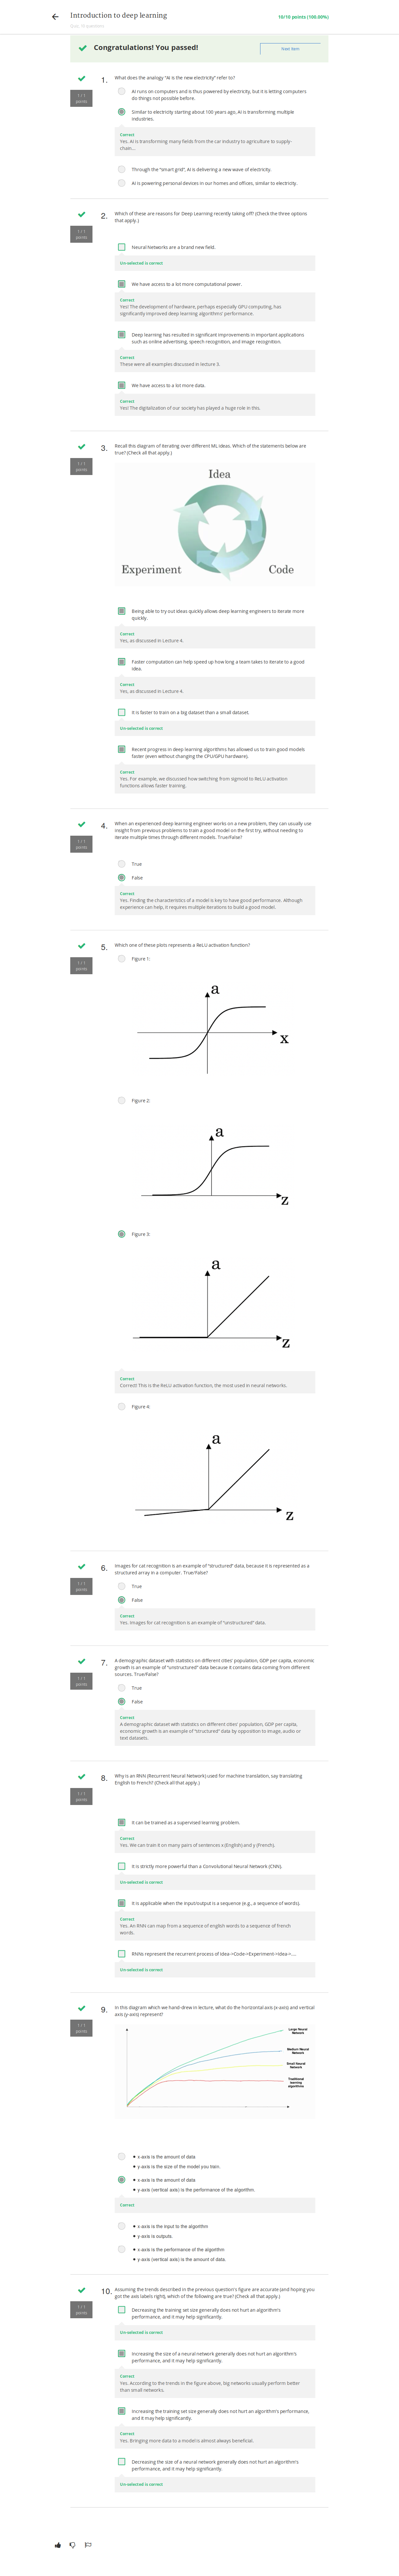 Introduction to deep learning
10/10 points (100.00%)
Quiz, 10 questions
Congratulations! You passed!
Next Item
1 / 1
points
1.
What does the analogy “AI is the new electricity” refer to?
AI runs on computers and is thus powered by electricity, but it is letting computers
do things not possible before.
Similar to electricity starting about 100 years ago, AI is transforming multiple
industries.
Correct
Yes. AI is transforming many fields from the car industry to agriculture to supply-
chain...
Through the “smart grid”, AI is delivering a new wave of electricity.
AI is powering personal devices in our homes and offices, similar to electricity.
1 / 1
points
2.
Which of these are reasons for Deep Learning recently taking off? (Check the three options
that apply.)
Neural Networks are a brand new field.
Un-selected is correct
We have access to a lot more computational power.
Correct
Yes! The development of hardware, perhaps especially GPU computing, has
significantly improved deep learning algorithms' performance.
Deep learning has resulted in significant improvements in important applications
such as online advertising, speech recognition, and image recognition.
Correct
These were all examples discussed in lecture 3.
We have access to a lot more data.
Correct
Yes! The digitalization of our society has played a huge role in this.
1 / 1
points
3.
Recall this diagram of iterating over different ML ideas. Which of the statements below are
true? (Check all that apply.)
Idea
Experiment
Code
Being able to try out ideas quickly allows deep learning engineers to iterate more
quickly.
Correct
Yes, as discussed in Lecture 4.
Faster computation can help speed up how long a team takes to iterate to a good
idea.
Correct
Yes, as discussed in Lecture 4.
It is faster to train on a big dataset than a small dataset.
Un-selected is correct
Recent progress in deep learning algorithms has allowed us to train good models
faster (even without changing the CPU/GPU hardware).
Correct
Yes. For example, we discussed how switching from sigmoid to ReLU activation
functions allows faster training.
1 / 1
points
4.
When an experienced deep learning engineer works on a new problem, they can usually use
insight from previous problems to train a good model on the first try, without needing to
iterate multiple times through different models. True/False?
True
False
Correct
Yes. Finding the characteristics of a model is key to have good performance. Although
experience can help, it requires multiple iterations to build a good model.
1 / 1
points
5.
Which one of these plots represents a ReLU activation function?
Figure 1:
a
x
Figure 2:
a
z
Figure 3:
a
z
Correct
Correct! This is the ReLU activation function, the most used in neural networks.
Figure 4:
a
z
1 / 1
points
6.
Images for cat recognition is an example of “structured” data, because it is represented as a
structured array in a computer. True/False?
True
False
Correct
Yes. Images for cat recognition is an example of “unstructured” data.
1 / 1
points
7.
A demographic dataset with statistics on different cities' population, GDP per capita, economic
growth is an example of “unstructured” data because it contains data coming from different
sources. True/False?
True
False
Correct
A demographic dataset with statistics on different cities' population, GDP per capita,
economic growth is an example of “structured” data by opposition to image, audio or
text datasets.
1 / 1
points
8.
Why is an RNN (Recurrent Neural Network) used for machine translation, say translating
English to French? (Check all that apply.)
It can be trained as a supervised learning problem.
Correct
Yes. We can train it on many pairs of sentences x (English) and y (French).
It is strictly more powerful than a Convolutional Neural Network (CNN).
Un-selected is correct
It is applicable when the input/output is a sequence (e.g., a sequence of words).
Correct
Yes. An RNN can map from a sequence of english words to a sequence of french
words.
RNNs represent the recurrent process of Idea->Code->Experiment->Idea->....
Un-selected is correct
1 / 1
points
9.
In this diagram which we hand-drew in lecture, what do the horizontal axis (x-axis) and vertical
axis (y-axis) represent?
Large Neural
Network
Medium Neural
Network
Small Neural
Network
Traditional
learning
algorithms
• x-axis is the amount of data
• y-axis is the size of the model you train.
• x-axis is the amount of data
• y-axis (vertical axis) is the performance of the algorithm.
Correct
• x-axis is the input to the algorithm
• y-axis is outputs.
• x-axis is the performance of the algorithm
• y-axis (vertical axis) is the amount of data.
1 / 1
points
10.
Assuming the trends described in the previous question's figure are accurate (and hoping you
got the axis labels right), which of the following are true? (Check all that apply.)
Decreasing the training set size generally does not hurt an algorithm's
performance, and it may help significantly.
Un-selected is correct
Increasing the size of a neural network generally does not hurt an algorithm's
performance, and it may help significantly.
Correct
Yes. According to the trends in the figure above, big networks usually perform better
than small networks.
Increasing the training set size generally does not hurt an algorithm's performance,
and it may help significantly.
Correct
Yes. Bringing more data to a model is almost always beneficial.
Decreasing the size of a neural network generally does not hurt an algorithm's
performance, and it may help significantly.
Un-selected is correct